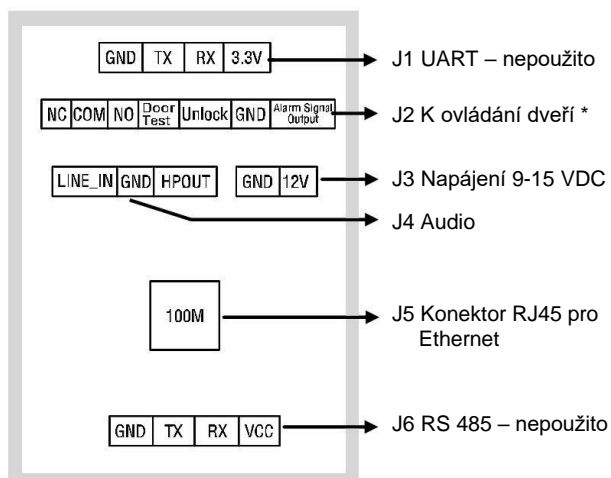 GND TX RX 3.3V
J1 UART – nepoužito
NC COM NO Door Test Unlock GND Alarm Signal Output
J2 K ovládání dveří *
LINE_IN GND HPOUT
GND 12V
J3 Napájení 9-15 VDC
J4 Audio
100M
J5 Konektor RJ45 pro
Ethernet
GND TX RX VCC
J6 RS 485 – nepoužito